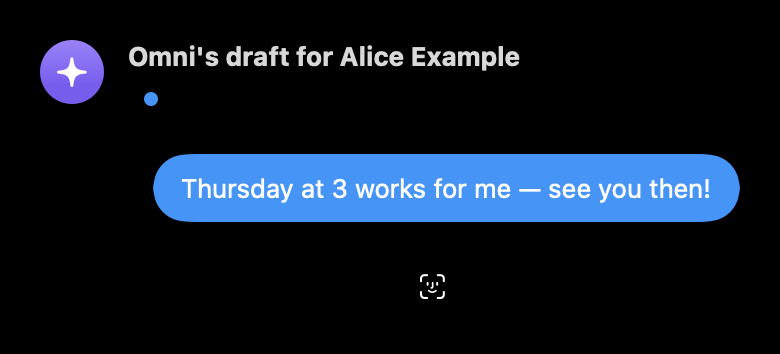 Omni's draft for Alice Example
Thursday at 3 works for me — see you then!